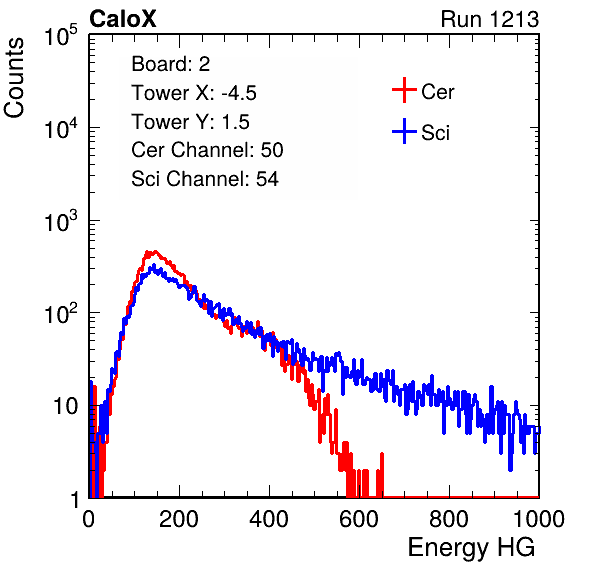 CaloX Run 1213
Counts
10^5
10^4
10^3
10^2
10
1
Board: 2
Tower X: -4.5
Tower Y: 1.5
Cer Channel: 50
Sci Channel: 54
Cer
Sci
0 200 400 600 800 1000
Energy HG